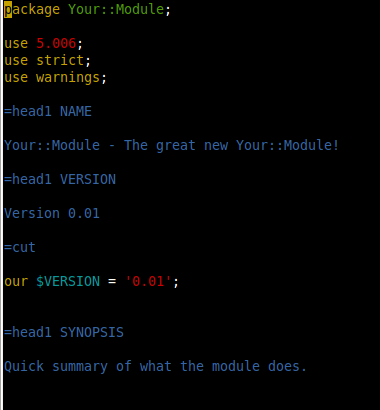 package Your::Module;
use 5.006;
use strict;
use warnings;
=head1 NAME
Your::Module - The great new Your::Module!
=head1 VERSION
Version 0.01
=cut
our $VERSION = '0.01';
=head1 SYNOPSIS
Quick summary of what the module does.